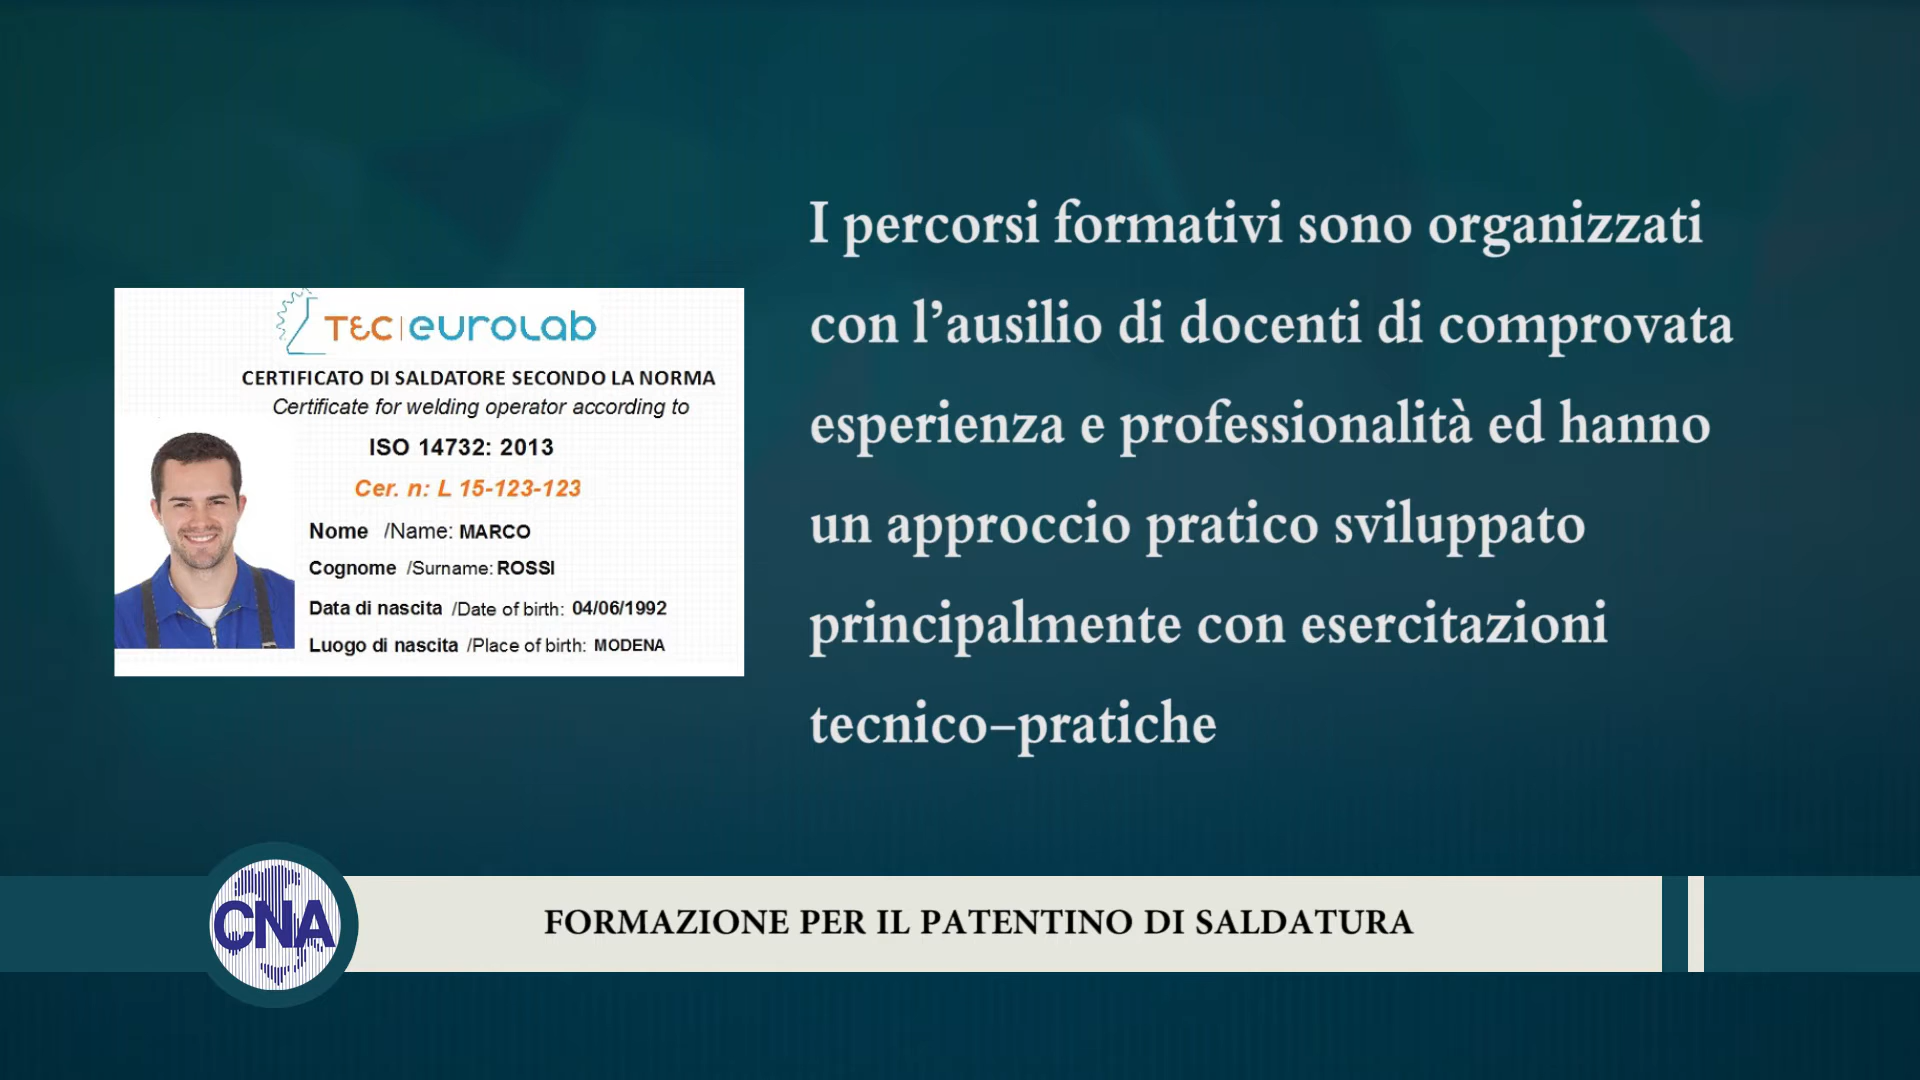 TEC|eurolab
CERTIFICATO DI SALDATORE SECONDO LA NORMA
Certificate for welding operator according to
ISO 14732: 2013
Cer. n: L 15-123-123
Nome /Name: MARCO
Cognome /Surname: ROSSI
Data di nascita /Date of birth: 04/06/1992
Luogo di nascita /Place of birth: MODENA
I percorsi formativi sono organizzati
con l’ausilio di docenti di comprovata
esperienza e professionalità ed hanno
un approccio pratico sviluppato
principalmente con esercitazioni
tecnico–pratiche
CNA
FORMAZIONE PER IL PATENTINO DI SALDATURA